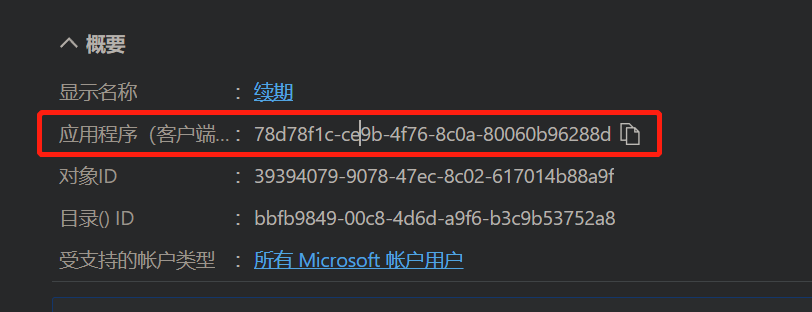 概要
显示名称 : 续期
应用程序（客户端... : 78d78f1c-ce9b-4f76-8c0a-80060b96288d
对象ID : 39394079-9078-47ec-8c02-617014b88a9f
目录() ID : bbfb9849-00c8-4d6d-a9f6-b3c9b53752a8
受支持的帐户类型 : 所有 Microsoft 帐户用户